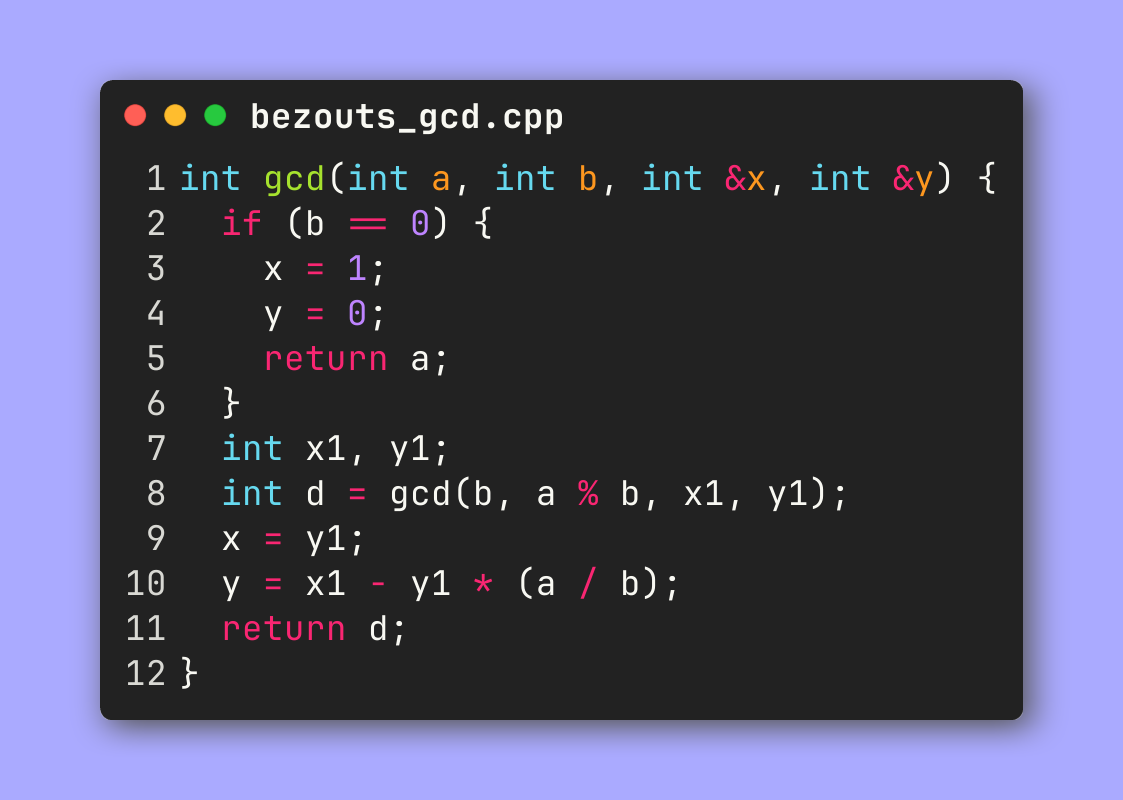 bezouts_gcd.cpp
1 int gcd(int a, int b, int &x, int &y) {
2   if (b == 0) {
3     x = 1;
4     y = 0;
5     return a;
6   }
7   int x1, y1;
8   int d = gcd(b, a % b, x1, y1);
9   x = y1;
10   y = x1 - y1 * (a / b);
11   return d;
12 }